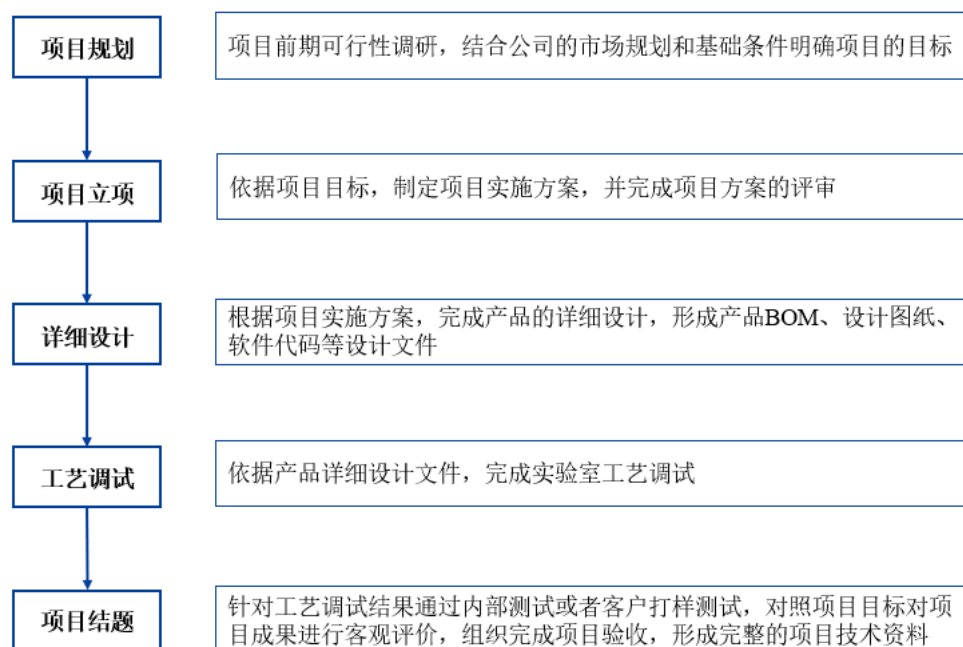 项目规划
项目前期可行性调研，结合公司的市场规划和基础条件明确项目的目标
项目立项
依据项目目标，制定项目实施方案，并完成项目方案的评审
详细设计
根据项目实施方案，完成产品的详细设计，形成产品BOM、设计图纸、
软件代码等设计文件
工艺调试
依据产品详细设计文件，完成实验室工艺调试
项目结题
针对工艺调试结果通过内部测试或者客户打样测试，对照项目目标对项
目成果进行客观评价，组织完成项目验收，形成完整的项目技术资料